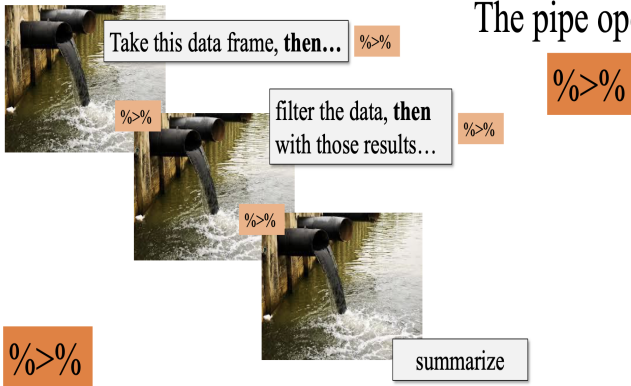 The pipe op
Take this data frame, then… %>%
%>%
%>%
filter the data, then
with those results…
%>%
%>%
summarize
%>%